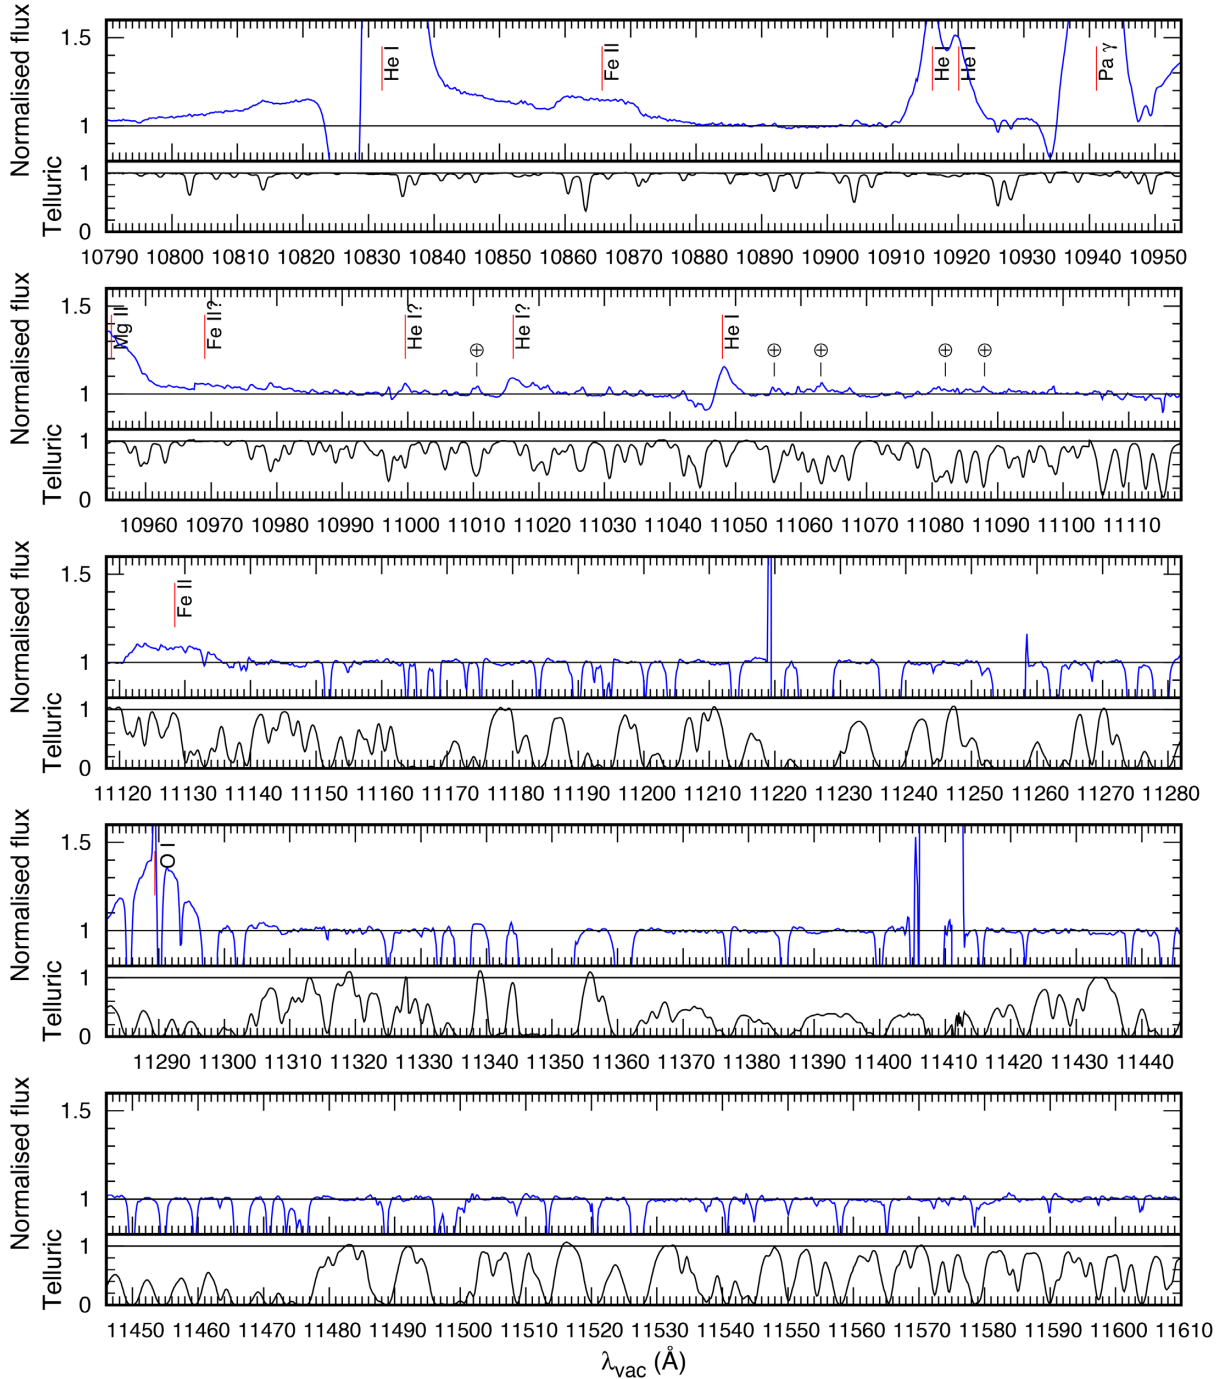 Normalised flux
1.5
1
He I
Fe II
He I
He I
Pa γ
Telluric
1
0
10790 10800 10810 10820 10830 10840 10850 10860 10870 10880 10890 10900 10910 10920 10930 10940 10950
Normalised flux
1.5
1
Mg II
Fe II?
He I?
⊕
He I?
He I
⊕
⊕
⊕
⊕
Telluric
1
0
10960 10970 10980 10990 11000 11010 11020 11030 11040 11050 11060 11070 11080 11090 11100 11110
Normalised flux
1.5
1
Fe II
Telluric
1
0
11120 11130 11140 11150 11160 11170 11180 11190 11200 11210 11220 11230 11240 11250 11260 11270 11280
Normalised flux
1.5
1
O I
Telluric
1
0
11290 11300 11310 11320 11330 11340 11350 11360 11370 11380 11390 11400 11410 11420 11430 11440
Normalised flux
1.5
1
Telluric
1
0
11450 11460 11470 11480 11490 11500 11510 11520 11530 11540 11550 11560 11570 11580 11590 11600 11610
λvac (Å)